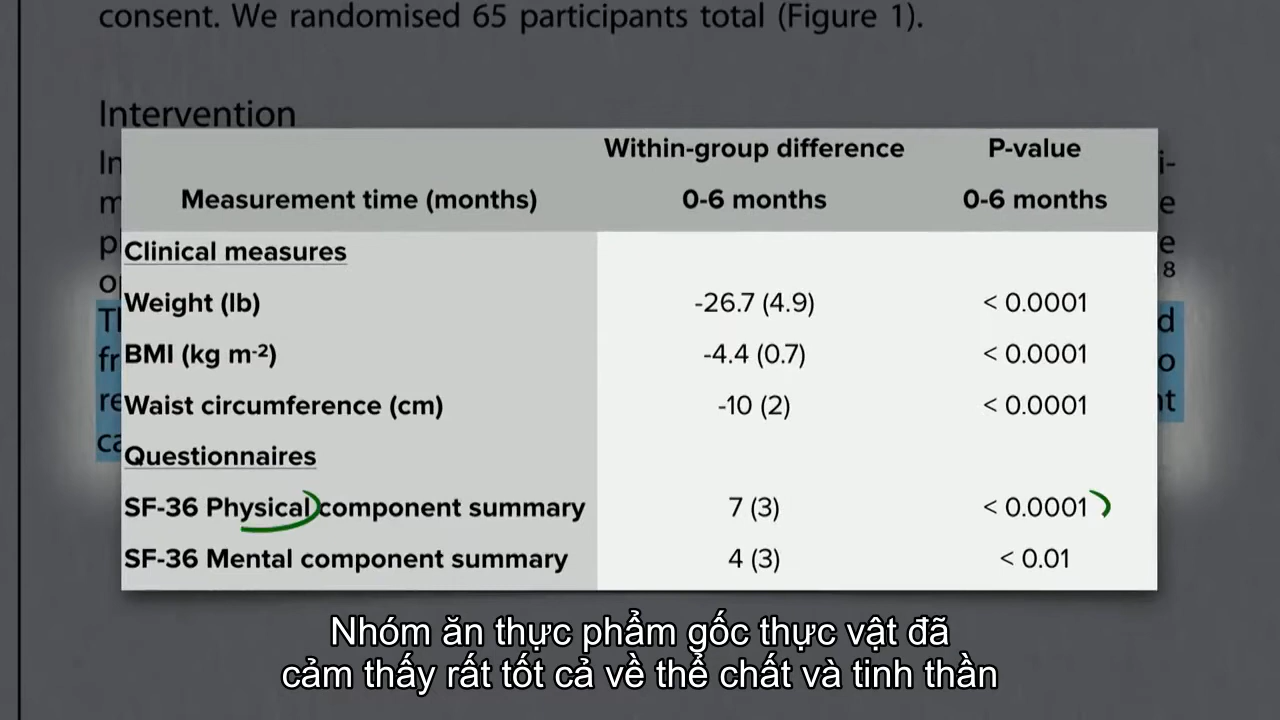 consent. We randomised 65 participants total (Figure 1).
Intervention
Within-group difference P-value
Measurement time (months) 0-6 months 0-6 months
Clinical measures
Weight (lb) -26.7 (4.9) < 0.0001
BMI (kg m-2) -4.4 (0.7) < 0.0001
Waist circumference (cm) -10 (2) < 0.0001
Questionnaires
SF-36 Physical component summary 7 (3) < 0.0001
SF-36 Mental component summary 4 (3) < 0.01
Nhóm ăn thực phẩm gốc thực vật đã
cảm thấy rất tốt cả về thể chất và tinh thần